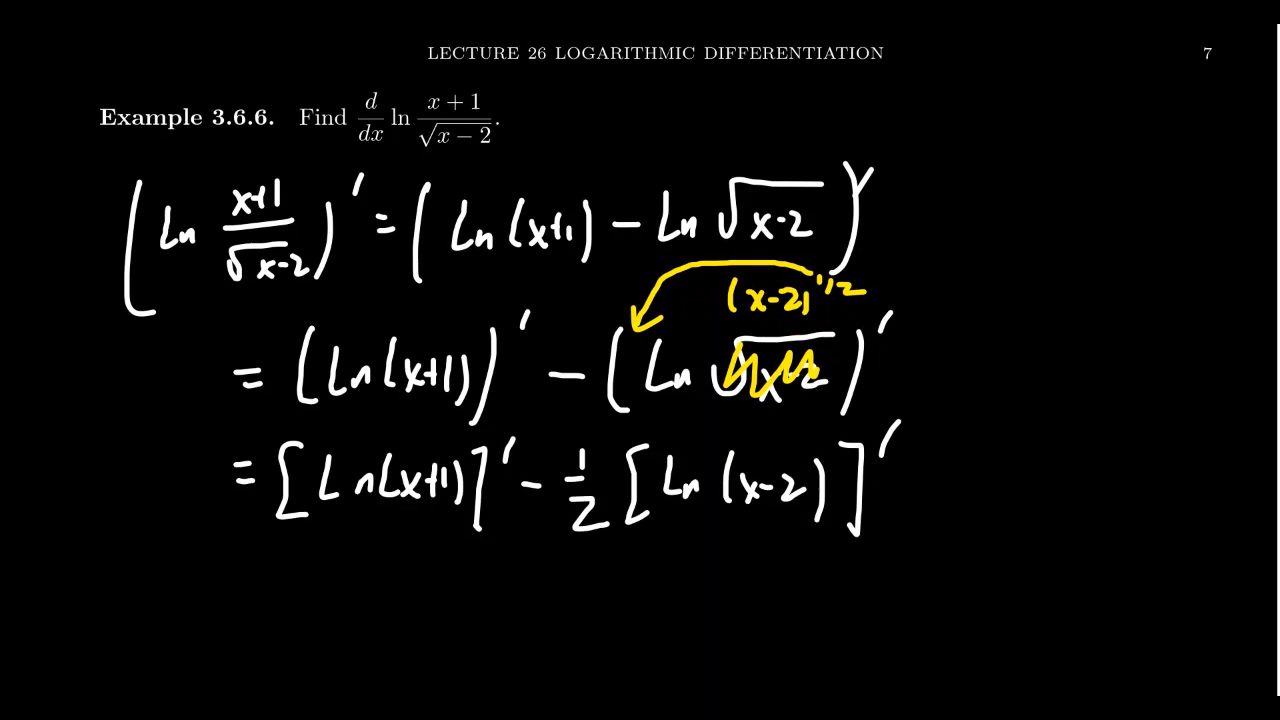 LECTURE 26 LOGARITHMIC DIFFERENTIATION 7
Example 3.6.6. Find d/dx ln (x + 1)/√(x − 2).
(ln (x+1)/√(x-2))′ = (ln (x+1) − ln √(x-2))′
(x-2)^1/2
= (ln(x+1))′ − (ln √(x-2))′
= [ln(x+1)]′ − 1/2 [ln (x-2)]′